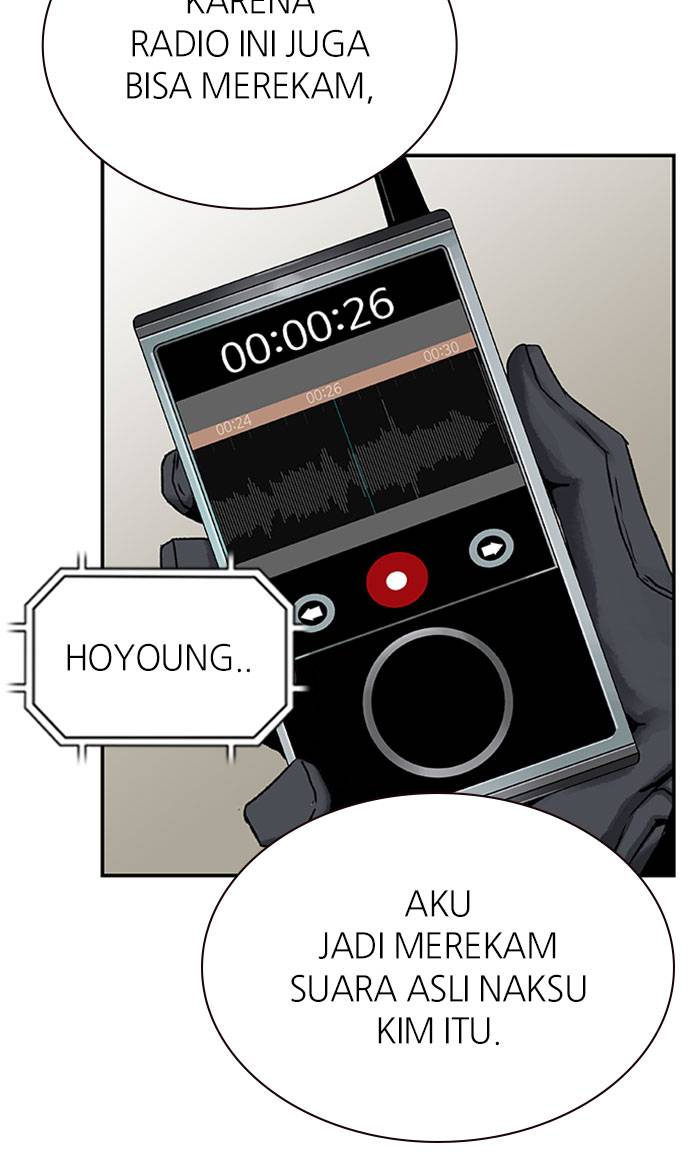 KARENA
RADIO INI JUGA
BISA MEREKAM,
00:00:26
00:24 00:26 00:30
HOYOUNG..
AKU
JADI MEREKAM
SUARA ASLI NAKSU
KIM ITU.